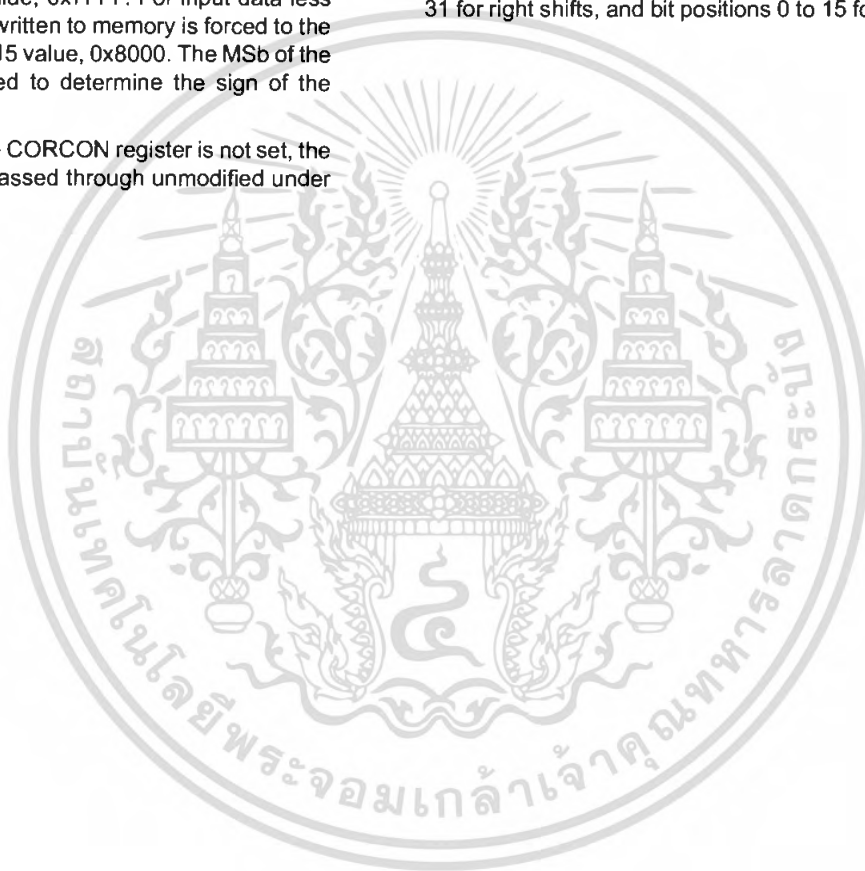 value, 0x7FFF. For input data less
written to memory is forced to the
15 value, 0x8000. The MSb of the
ed to determine the sign of the
CORCON register is not set, the
assed through unmodified under
31 for right shifts, and bit positions 0 to 15 fo
สถาบันเทคโนโลยีพระจอมเกล้าเจ้าคุณทหารลาดกระบัง
๔